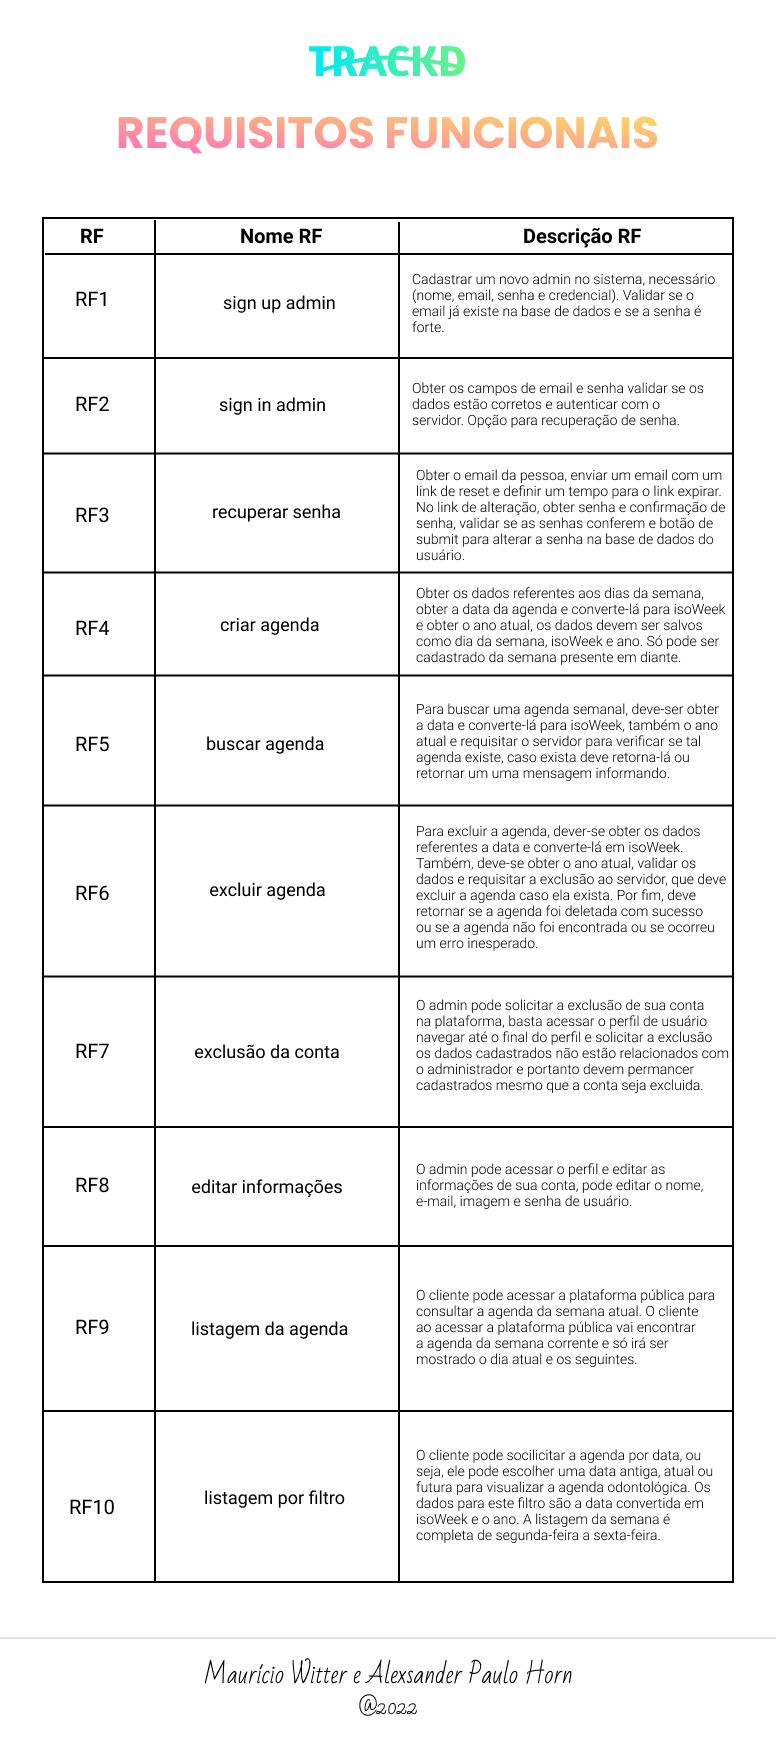 TRACKD
REQUISITOS FUNCIONAIS
RF
Nome RF
Descrição RF
RF1
sign up admin
Cadastrar um novo admin no sistema, necessário
(nome, email, senha e credencial). Validar se o
email já existe na base de dados e se a senha é
forte.
RF2
sign in admin
Obter os campos de email e senha validar se os
dados estão corretos e autenticar com o
servidor. Opção para recuperação de senha.
RF3
recuperar senha
Obter o email da pessoa, enviar um email com um
link de reset e definir um tempo para o link expirar.
No link de alteração, obter senha e confirmação de
senha, validar se as senhas conferem e botão de
submit para alterar a senha na base de dados do
usuário.
RF4
criar agenda
Obter os dados referentes aos dias da semana,
obter a data da agenda e converte-lá para isoWeek
e obter o ano atual, os dados devem ser salvos
como dia da semana, isoWeek e ano. Só pode ser
cadastrado da semana presente em diante.
RF5
buscar agenda
Para buscar uma agenda semanal, deve-ser obter
a data e converte-lá para isoWeek, também o ano
atual e requisitar o servidor para verificar se tal
agenda existe, caso exista deve retorna-lá ou
retornar um uma mensagem informando.
RF6
excluir agenda
Para excluir a agenda, dever-se obter os dados
referentes a data e converte-lá em isoWeek.
Também, deve-se obter o ano atual, validar os
dados e requisitar a exclusão ao servidor, que deve
excluir a agenda caso ela exista. Por fim, deve
retornar se a agenda foi deletada com sucesso
ou se a agenda não foi encontrada ou se ocorreu
um erro inesperado.
RF7
exclusão da conta
O admin pode solicitar a exclusão de sua conta
na plataforma, basta acessar o perfil de usuário
navegar até o final do perfil e solicitar a exclusão
os dados cadastrados não estão relacionados com
o administrador e portanto devem permancer
cadastrados mesmo que a conta seja excluida.
RF8
editar informações
O admin pode acessar o perfil e editar as
informações de sua conta, pode editar o nome,
e-mail, imagem e senha de usuário.
RF9
listagem da agenda
O cliente pode acessar a plataforma pública para
consultar a agenda da semana atual. O cliente
ao acessar a plataforma pública vai encontrar
a agenda da semana corrente e só irá ser
mostrado o dia atual e os seguintes.
RF10
listagem por filtro
O cliente pode socilicitar a agenda por data, ou
seja, ele pode escolher uma data antiga, atual ou
futura para visualizar a agenda odontológica. Os
dados para este filtro são a data convertida em
isoWeek e o ano. A listagem da semana é
completa de segunda-feira a sexta-feira.
Maurício Witter e Alexsander Paulo Horn
@2022